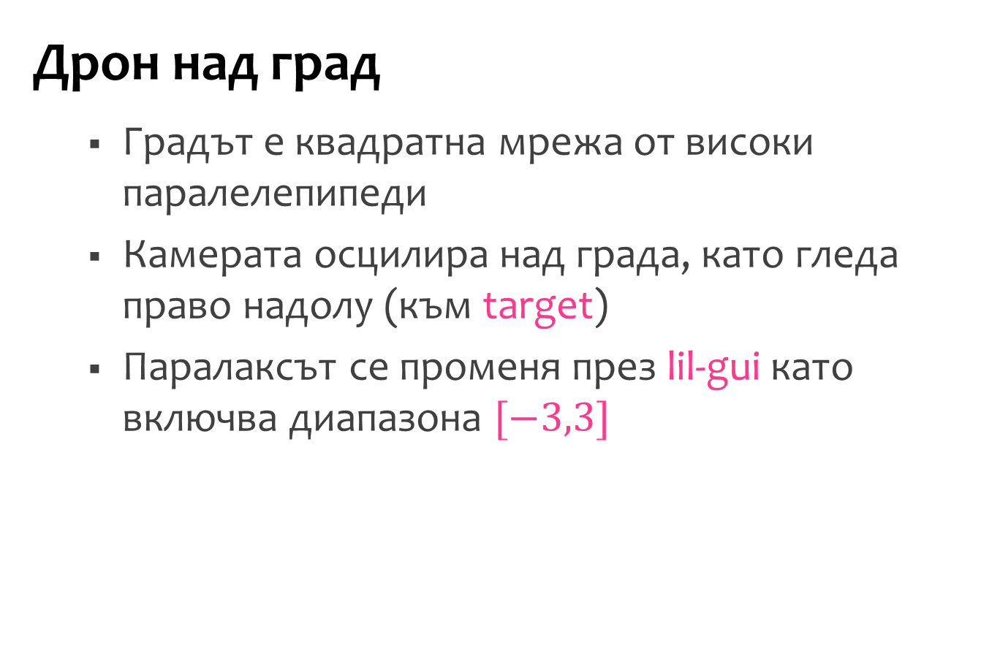 Дрон над град
▪ Градът е квадратна мрежа от високи
паралелепипеди
▪ Камерата осцилира над града, като гледа
право надолу (към target)
▪ Паралаксът се променя през lil-gui като
включва диапазона [−3,3]